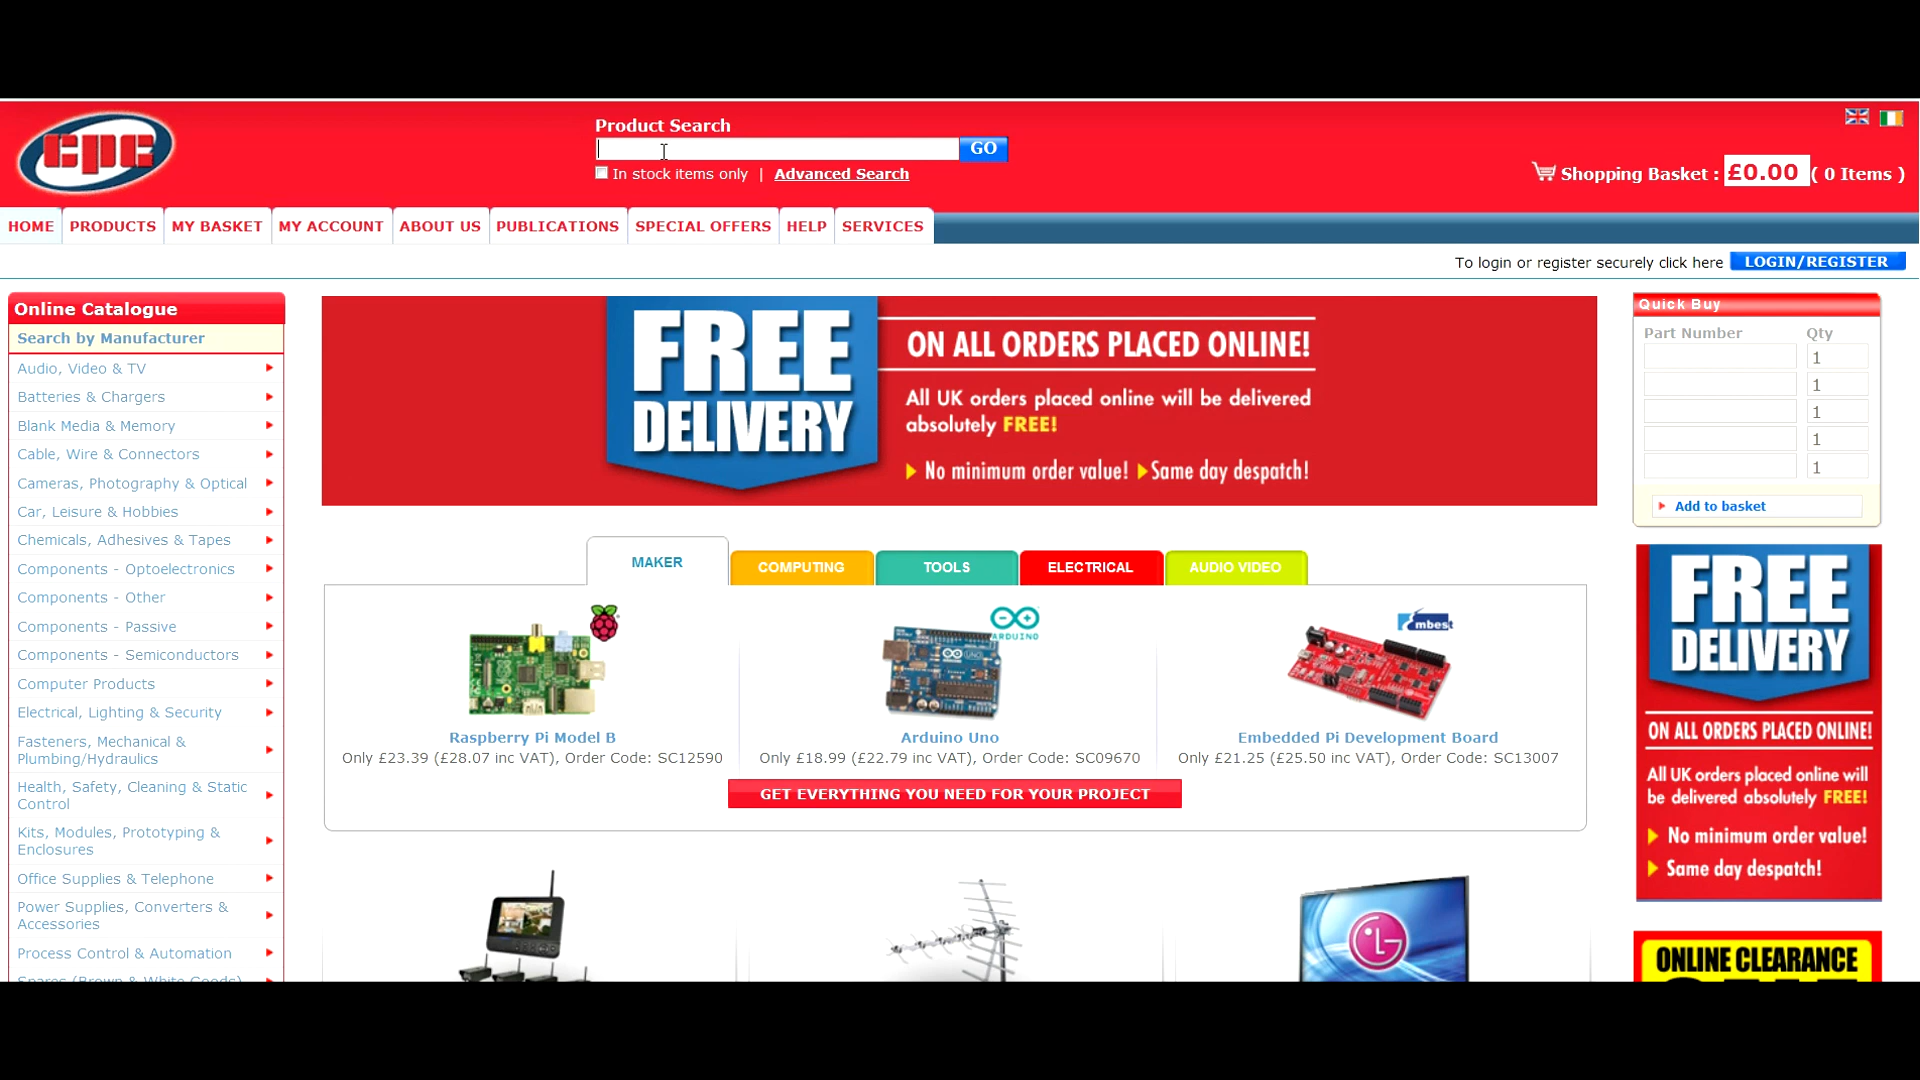 cpc
Product Search
GO
In stock items only | Advanced Search
Shopping Basket : £0.00 ( 0 Items )
HOME
PRODUCTS
MY BASKET
MY ACCOUNT
ABOUT US
PUBLICATIONS
SPECIAL OFFERS
HELP
SERVICES
To login or register securely click here
LOGIN/REGISTER
Online Catalogue
Search by Manufacturer
Audio, Video & TV
Batteries & Chargers
Blank Media & Memory
Cable, Wire & Connectors
Cameras, Photography & Optical
Car, Leisure & Hobbies
Chemicals, Adhesives & Tapes
Components - Optoelectronics
Components - Other
Components - Passive
Components - Semiconductors
Computer Products
Electrical, Lighting & Security
Fasteners, Mechanical &
Plumbing/Hydraulics
Health, Safety, Cleaning & Static
Control
Kits, Modules, Prototyping &
Enclosures
Office Supplies & Telephone
Power Supplies, Converters &
Accessories
Process Control & Automation
Spares (Brown & White Goods)
FREE
DELIVERY
ON ALL ORDERS PLACED ONLINE!
All UK orders placed online will be delivered
absolutely FREE!
No minimum order value! Same day despatch!
MAKER
COMPUTING
TOOLS
ELECTRICAL
AUDIO VIDEO
ARDUINO
UNO
mbest
LG
Raspberry Pi Model B
Only £23.39 (£28.07 inc VAT), Order Code: SC12590
Arduino Uno
Only £18.99 (£22.79 inc VAT), Order Code: SC09670
Embedded Pi Development Board
Only £21.25 (£25.50 inc VAT), Order Code: SC13007
GET EVERYTHING YOU NEED FOR YOUR PROJECT
Quick Buy
Part Number Qty
1
1
1
1
1
Add to basket
FREE
DELIVERY
ON ALL ORDERS PLACED ONLINE!
All UK orders placed online will
be delivered absolutely FREE!
No minimum order value!
Same day despatch!
ONLINE CLEARANCE